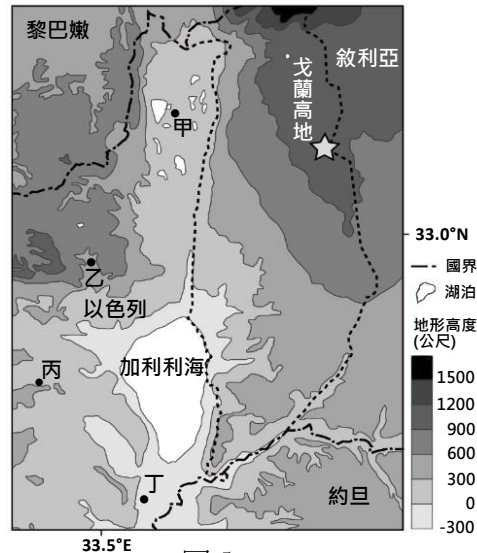 黎巴嫩
敘利亞
戈蘭高地
甲
33.0°N
國界
湖泊
乙
以色列
地形高度
(公尺)
丙
加利利海
1500
1200
900
600
300
0
-300
丁
約旦
33.5°E